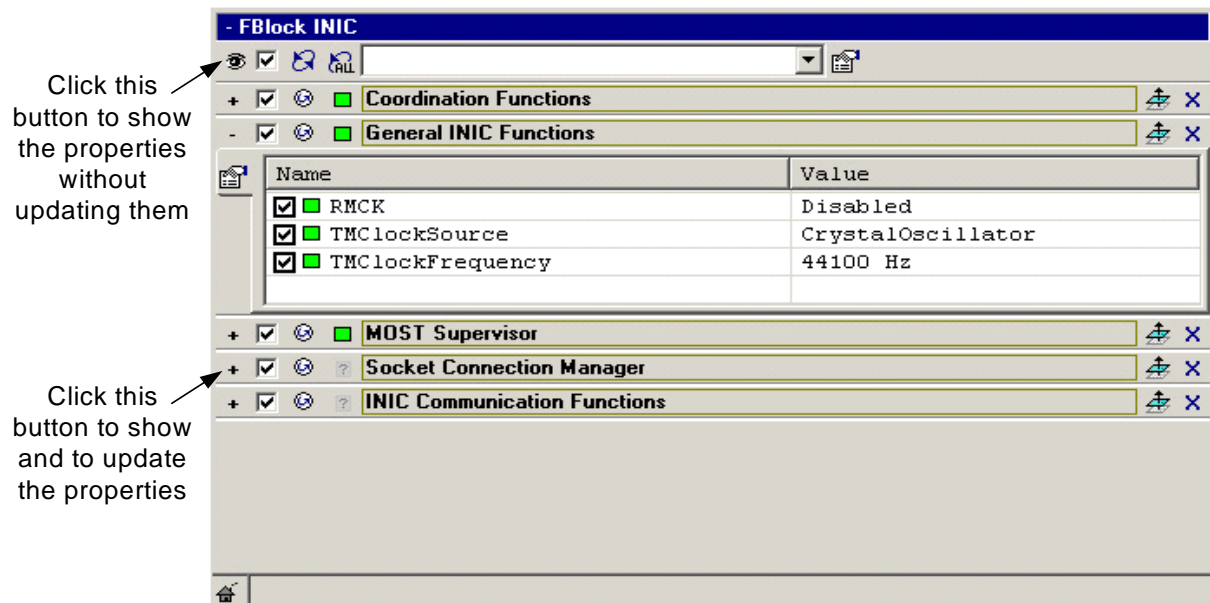 - FBlock INIC
ALL
Click this
button to show
the properties
without
updating them
+ Coordination Functions
- General INIC Functions
Name Value
RMCK Disabled
TMClockSource CrystalOscillator
TMClockFrequency 44100 Hz
+ MOST Supervisor
+ ? Socket Connection Manager
+ ? INIC Communication Functions
Click this
button to show
and to update
the properties